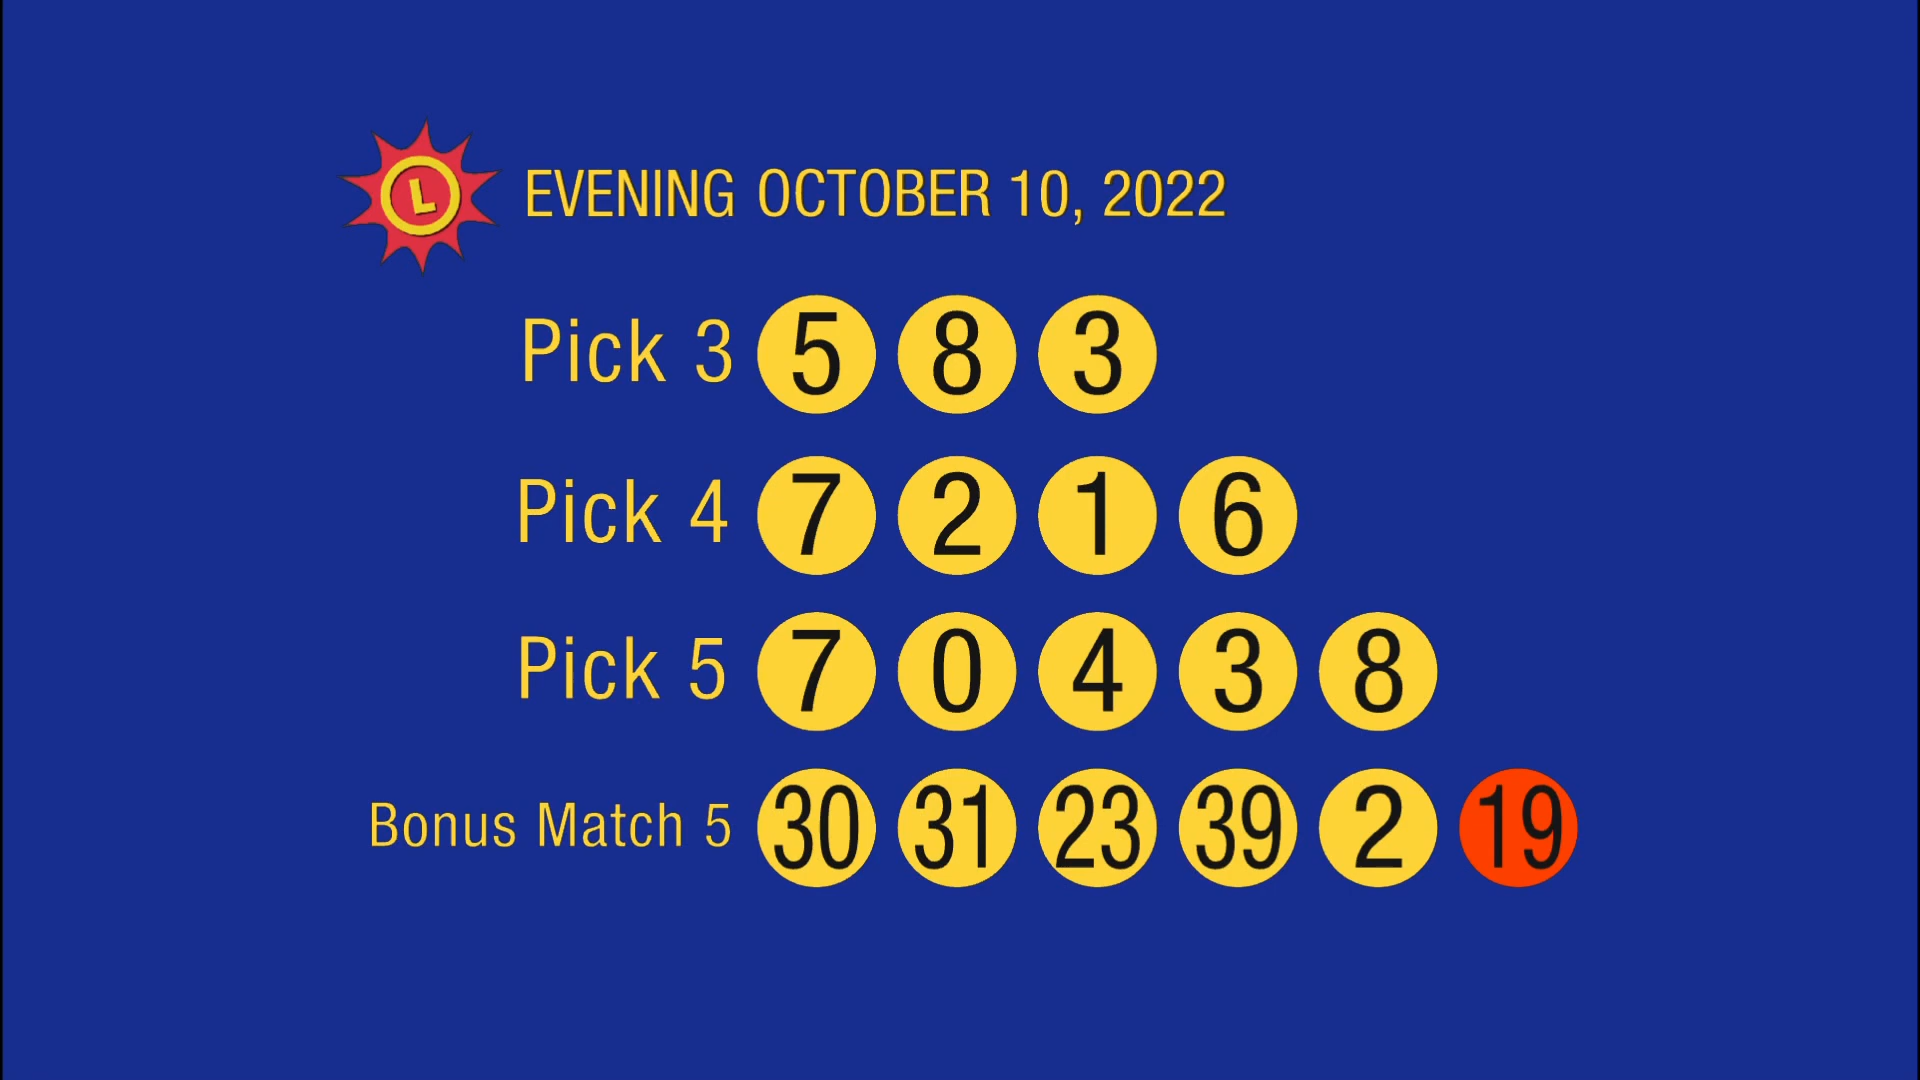 L EVENING OCTOBER 10, 2022
Pick 3 5 8 3
Pick 4 7 2 1 6
Pick 5 7 0 4 3 8
Bonus Match 5 30 31 23 39 2 19